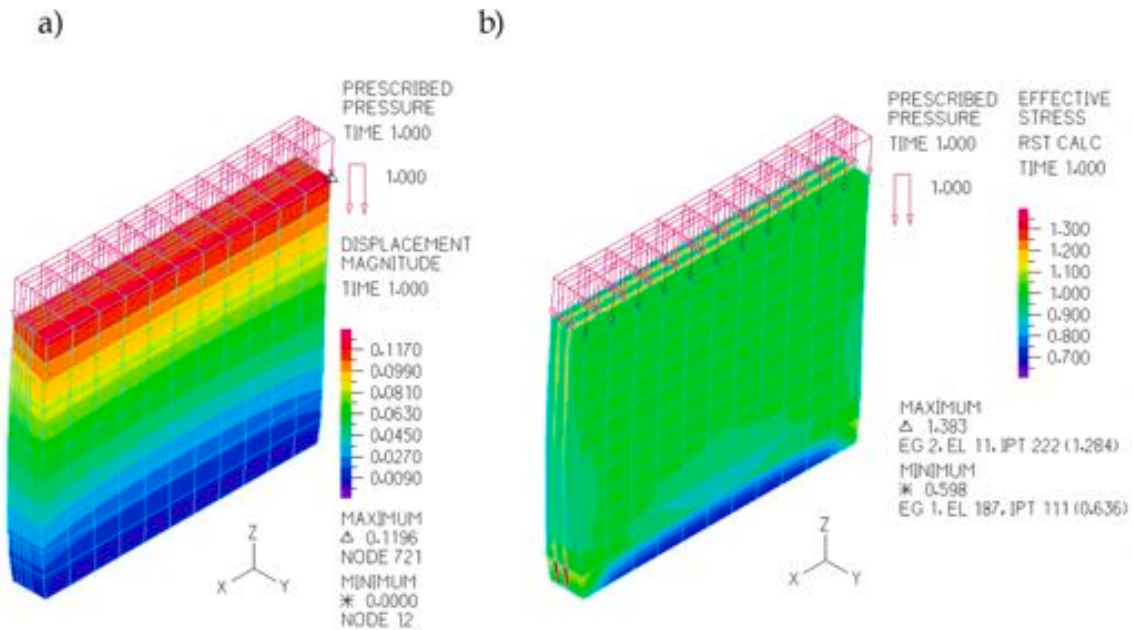 a)
PRESCRIBED
PRESSURE
TIME 1.000
1.000
DISPLACEMENT
MAGNITUDE
TIME 1.000
0.1170
0.0990
0.0810
0.0630
0.0450
0.0270
0.0090
MAXIMUM
△ 0.1196
NODE 721
MINIMUM
✳ 0.0000
NODE 12
Z
X
Y
b)
PRESCRIBED
PRESSURE
TIME 1.000
1.000
EFFECTIVE
STRESS
RST CALC
TIME 1.000
1.300
1.200
1.100
1.000
0.900
0.800
0.700
MAXIMUM
△ 1.383
EG 2, EL 11, IPT 222 (1.284)
MINIMUM
✳ 0.598
EG 1, EL 187, IPT 111 (0.636)
Z
X
Y